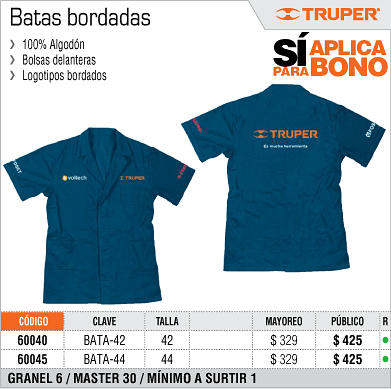 Batas bordadas
TRUPER
100% Algodón
Bolsas delanteras
Logotipos bordados
SÍ APLICA
PARA BONO
voltech
TRUPER
TRUPER
Es mucha herramienta
CÓDIGO CLAVE TALLA MAYOREO PÚBLICO R
60040 BATA-42 42 $ 329 $ 425
60045 BATA-44 44 $ 329 $ 425
GRANEL 6 / MASTER 30 / MÍNIMO A SURTIR 1